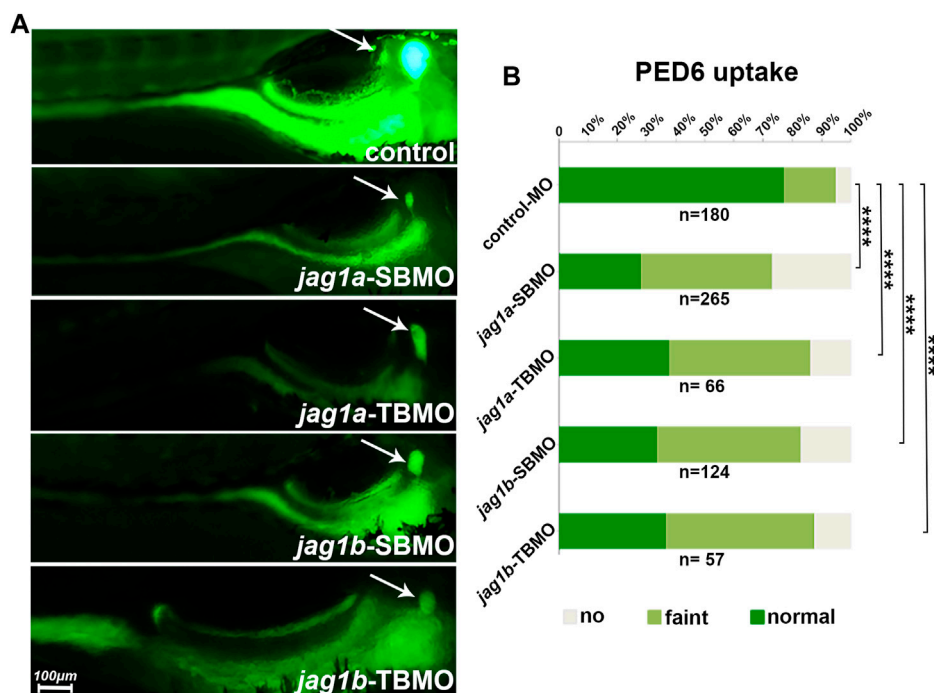 A
control
jag1a-SBMO
jag1a-TBMO
jag1b-SBMO
jag1b-TBMO
100µm
B
PED6 uptake
0 10% 20% 30% 40% 50% 60% 70% 80% 90% 100%
control-MO
n=180
jag1a-SBMO
n=265
jag1a-TBMO
n= 66
jag1b-SBMO
n=124
jag1b-TBMO
n= 57
****
****
****
****
no faint normal